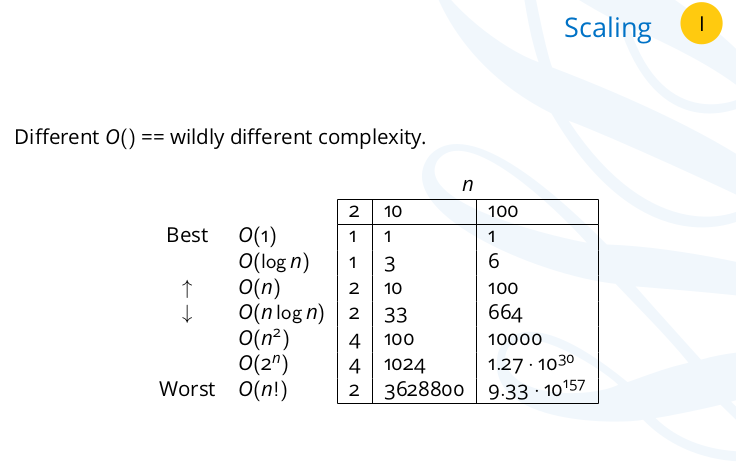 Scaling I
Different O() == wildly different complexity.
n
2 10 100
Best O(1) 1 1 1
O(log n) 1 3 6
↑ O(n) 2 10 100
↓ O(n log n) 2 33 664
O(n²) 4 100 10000
O(2ⁿ) 4 1024 1.27 · 10³⁰
Worst O(n!) 2 3628800 9.33 · 10¹⁵⁷